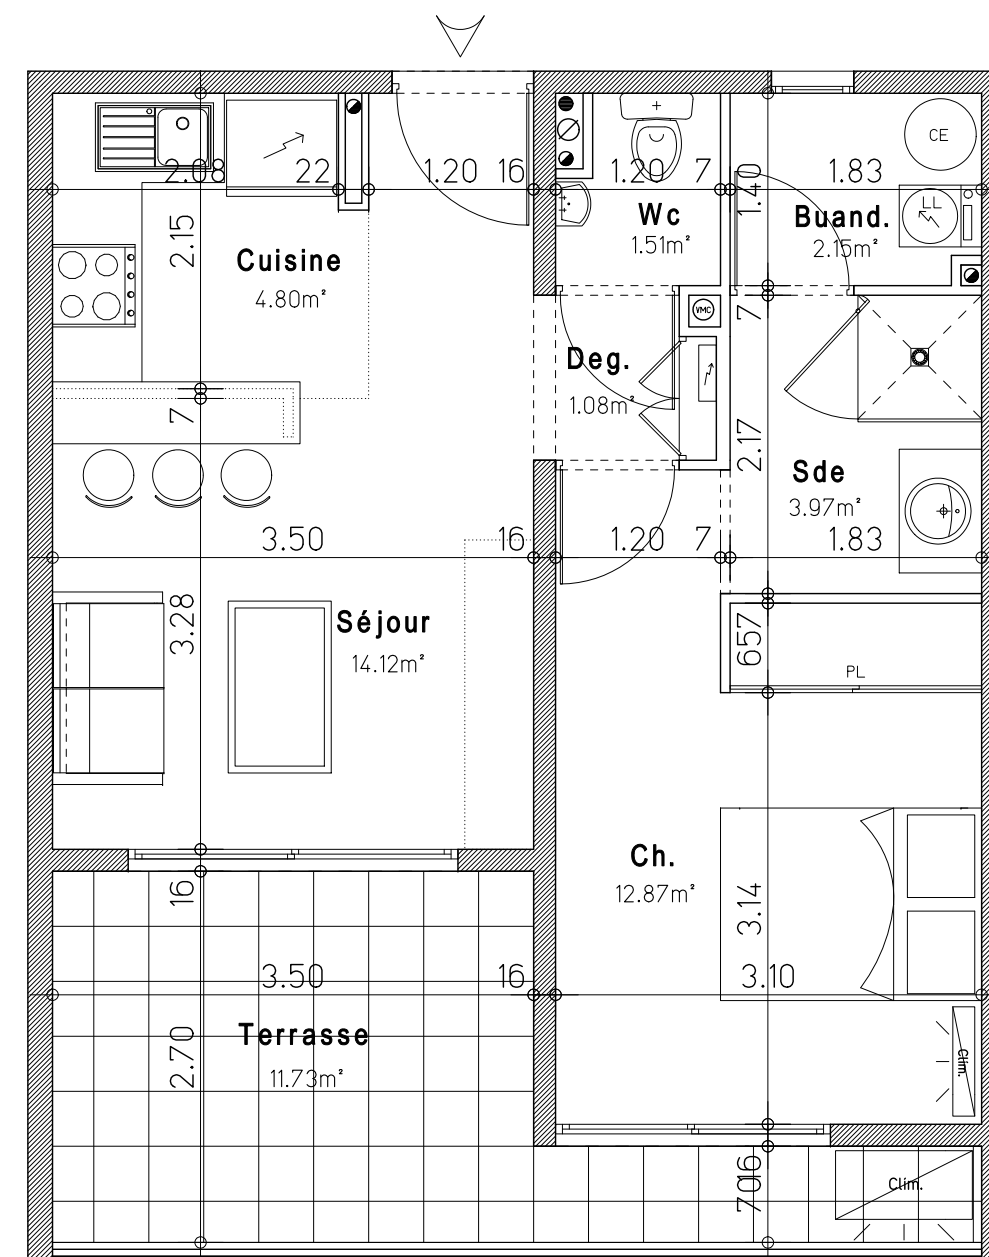 CE
2.08
22
1.20
16
1.20
7
1.40
1.83
LL
Wc
1.51m²
Buand.
2.15m²
2.15
Cuisine
4.80m²
7
VMC
Deg.
1.08m²
7
2.17
Sde
3.97m²
3.50
16
1.20
7
1.83
3.28
Séjour
14.12m²
657
PL
Ch.
12.87m²
16
3.14
3.50
16
3.10
Terrasse
11.73m²
2.70
Clim.
16
70
Clim.